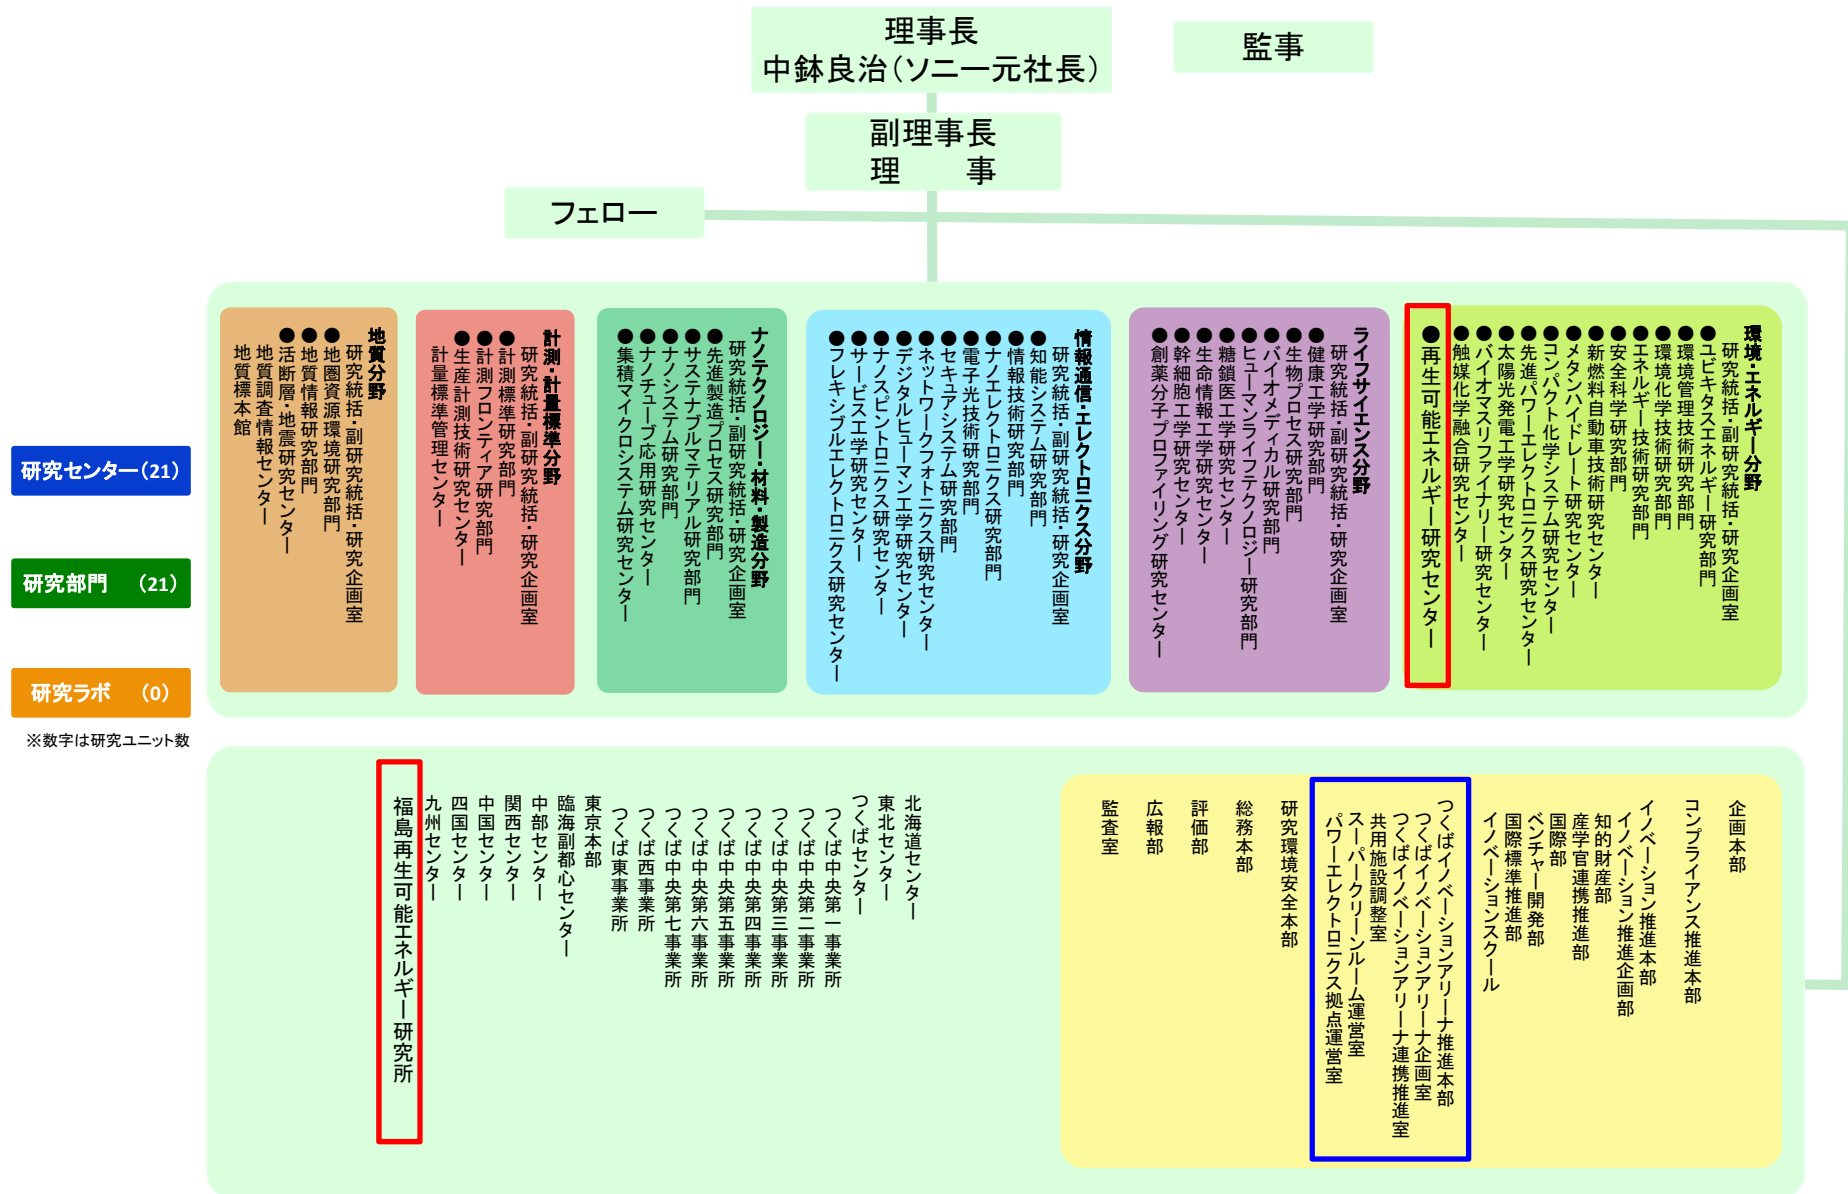 理事長
中鉢良治（ソニー元社長）
監事
副理事長
理　　事
フェロー
研究センター（21）
研究部門　（21）
研究ラボ　（0）
※数字は研究ユニット数
環境・エネルギー分野
研究統括・副研究統括・研究企画室
●ユビキタスエネルギー研究部門
●環境管理技術研究部門
●環境化学技術研究部門
●エネルギー技術研究部門
●安全科学研究部門
●新燃料自動車技術研究センター
●メタンハイドレート研究センター
●コンパクト化学システム研究センター
●先進パワーエレクトロニクス研究センター
●太陽光発電工学研究センター
●バイオマスリファイナリー研究センター
●触媒化学融合研究センター
●再生可能エネルギー研究センター
ライフサイエンス分野
研究統括・副研究統括・研究企画室
●健康工学研究部門
●生物プロセス研究部門
●バイオメディカル研究部門
●ヒューマンライフテクノロジー研究部門
●糖鎖医工学研究センター
●生命情報工学研究センター
●幹細胞工学研究センター
●創薬分子プロファイリング研究センター
情報通信・エレクトロニクス分野
研究統括・副研究統括・研究企画室
●知能システム研究部門
●情報技術研究部門
●ナノエレクトロニクス研究部門
●電子光技術研究部門
●セキュアシステム研究部門
●ネットワークフォトニクス研究センター
●デジタルヒューマン工学研究センター
●ナノスピントロニクス研究センター
●サービス工学研究センター
●フレキシブルエレクトロニクス研究センター
ナノテクノロジー・材料・製造分野
研究統括・副研究統括・研究企画室
●先進製造プロセス研究部門
●サステナブルマテリアル研究部門
●ナノシステム研究部門
●ナノチューブ応用研究センター
●集積マイクロシステム研究センター
計測・計量標準分野
研究統括・副研究統括・研究企画室
●計測標準研究部門
●計測フロンティア研究部門
●生産計測技術研究センター
計量標準管理センター
地質分野
研究統括・副研究統括・研究企画室
●地圏資源環境研究部門
●地質情報研究部門
●活断層・地震研究センター
地質調査情報センター
地質標本館
企画本部
コンプライアンス推進本部
イノベーション推進本部
イノベーション推進企画部
知的財産部
産学官連携推進部
国際部
ベンチャー開発部
国際標準推進部
イノベーションスクール
つくばイノベーションアリーナ推進本部
つくばイノベーションアリーナ企画室
つくばイノベーションアリーナ連携推進室
共用施設調整室
スーパークリーンルーム運営室
パワーエレクトロニクス拠点運営室
研究環境安全本部
総務本部
評価部
広報部
監査室
北海道センター
東北センター
つくばセンター
つくば中央第一事業所
つくば中央第二事業所
つくば中央第三事業所
つくば中央第四事業所
つくば中央第五事業所
つくば中央第六事業所
つくば中央第七事業所
つくば西事業所
つくば東事業所
東京本部
臨海副都心センター
中部センター
関西センター
中国センター
四国センター
九州センター
福島再生可能エネルギー研究所